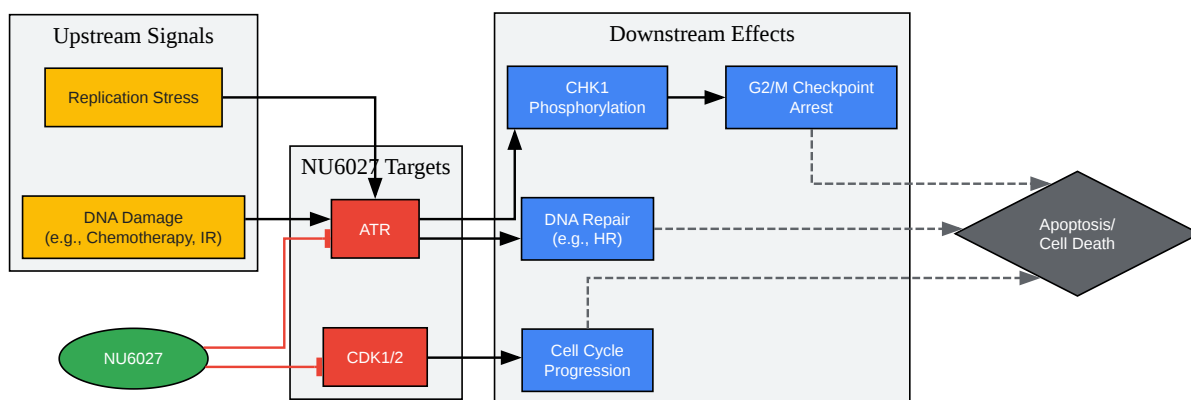 Upstream Signals
Replication Stress
DNA Damage
(e.g., Chemotherapy, IR)
NU6027
NU6027 Targets
ATR
CDK1/2
Downstream Effects
CHK1
Phosphorylation
G2/M Checkpoint
Arrest
DNA Repair
(e.g., HR)
Cell Cycle
Progression
Apoptosis/
Cell Death